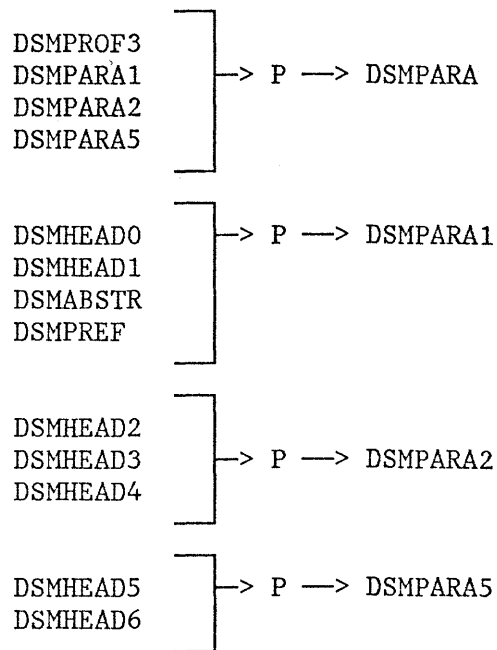 DSMPROF3
DSMPARA1 —> P —> DSMPARA
DSMPARA2
DSMPARA5
DSMHEAD0 —> P —> DSMPARA1
DSMHEAD1
DSMABSTR
DSMPREF
DSMHEAD2
DSMHEAD3 —> P —> DSMPARA2
DSMHEAD4
DSMHEAD5 —> P —> DSMPARA5
DSMHEAD6